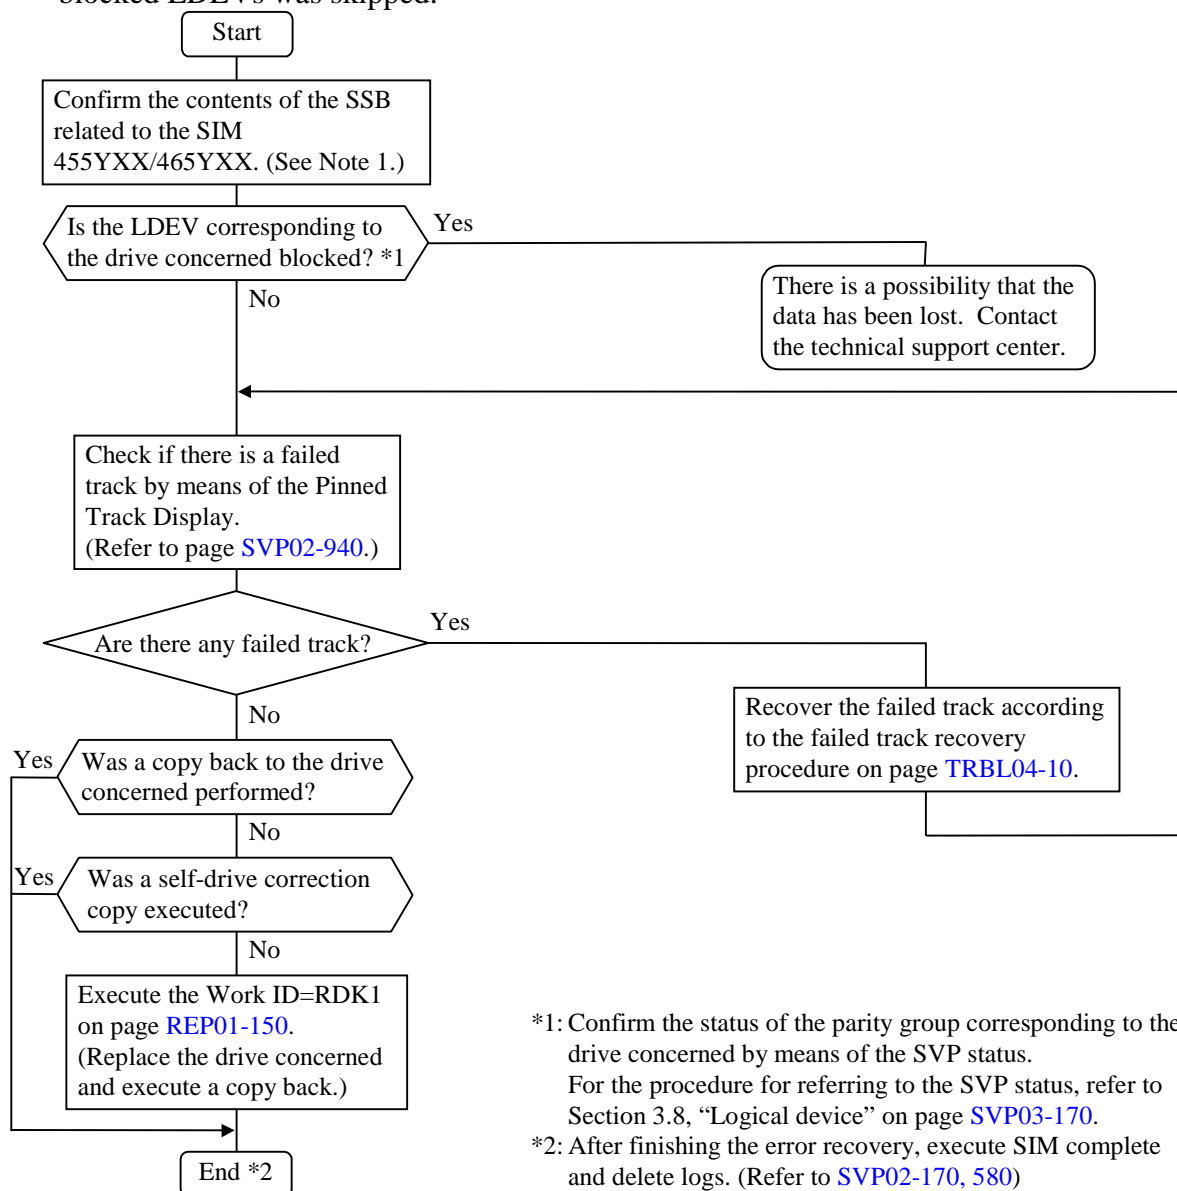 blocked LDEVs was skipped.
Start
Confirm the contents of the SSB
related to the SIM
455YXX/465YXX. (See Note 1.)
Is the LDEV corresponding to
the drive concerned blocked? *1
Yes
No
There is a possibility that the
data has been lost. Contact
the technical support center.
Check if there is a failed
track by means of the Pinned
Track Display.
(Refer to page SVP02-940.)
Are there any failed track?
Yes
No
Recover the failed track according
to the failed track recovery
procedure on page TRBL04-10.
Yes
Was a copy back to the drive
concerned performed?
No
Yes
Was a self-drive correction
copy executed?
No
Execute the Work ID=RDK1
on page REP01-150.
(Replace the drive concerned
and execute a copy back.)
End *2
*1: Confirm the status of the parity group corresponding to the
drive concerned by means of the SVP status.
For the procedure for referring to the SVP status, refer to
Section 3.8, “Logical device” on page SVP03-170.
*2: After finishing the error recovery, execute SIM complete
and delete logs. (Refer to SVP02-170, 580)